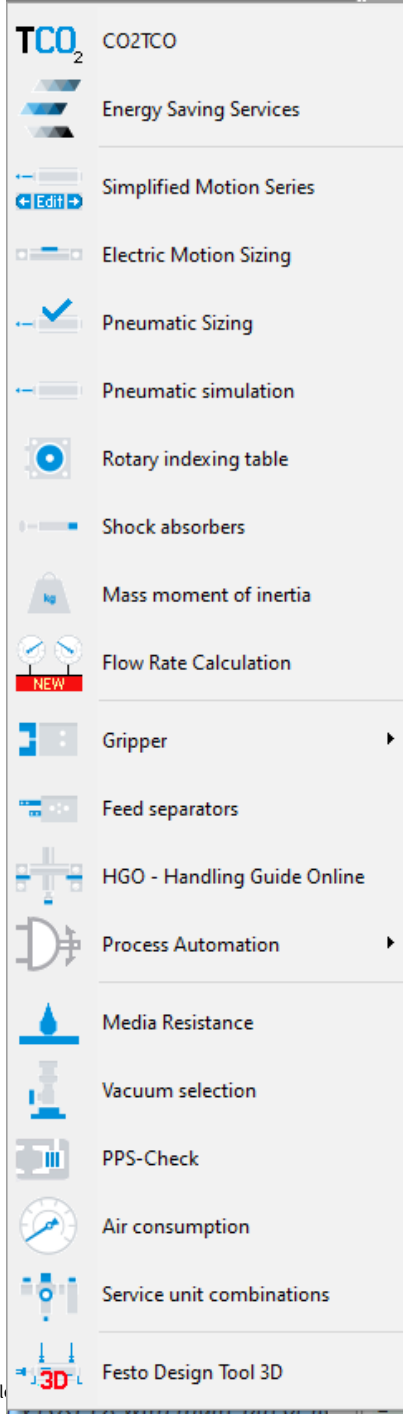 TCO2 CO2TCO
Energy Saving Services
Edit Simplified Motion Series
Electric Motion Sizing
Pneumatic Sizing
Pneumatic simulation
Rotary indexing table
Shock absorbers
kg Mass moment of inertia
Flow Rate Calculation
NEW
Gripper
Feed separators
HGO - Handling Guide Online
Process Automation
Media Resistance
Vacuum selection
PPS-Check
Air consumption
Service unit combinations
3D Festo Design Tool 3D